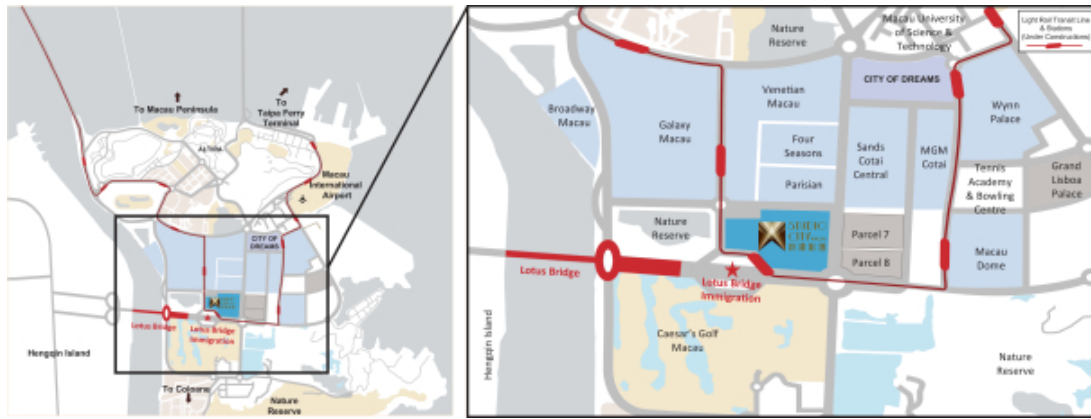 To Macau Peninsula
To
Taipa Ferry
Terminal
ALTIRA
Macau
International
Airport
CITY OF
DREAMS
Lotus Bridge
Lotus Bridge
Immigration
Hengqin Island
To Coloane
Nature
Reserve
Nature
Reserve
Macau University
of Science &
Technology
Light Rail Transit Line
& Stations
(Under Constructions)
CITY OF DREAMS
Broadway
Macau
Galaxy
Macau
Venetian
Macau
Four
Seasons
Parisian
Sands
Cotai
Central
MGM
Cotai
Wynn
Palace
Tennis
Academy
& Bowling
Centre
Grand
Lisboa
Palace
Nature
Reserve
STUDIO
CITY
Parcel 7
Parcel 8
Macau
Dome
Lotus Bridge
Lotus Bridge
Immigration
Hengqin Island
Caesar's Golf
Macau
Nature
Reserve